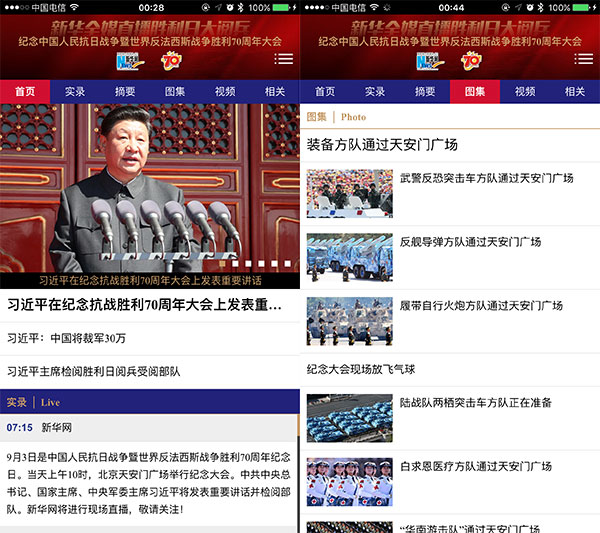 中国电信 00:28 100%
新华全媒直播胜利日大阅兵
纪念中国人民抗日战争暨世界反法西斯战争胜利70周年大会
新华网 70
首页 实录 摘要 图集 视频 相关
习近平在纪念抗战胜利70周年大会上发表重要讲话
习近平在纪念抗战胜利70周年大会上发表重…
习近平：中国将裁军30万
习近平主席检阅胜利日阅兵受阅部队
实录 | Live
07:15 新华网
9月3日是中国人民抗日战争暨世界反法西斯战争胜利70周年纪念
日。当天上午10时，北京天安门广场举行纪念大会。中共中央总
书记、国家主席、中央军委主席习近平将发表重要讲话并检阅部
队。新华网将进行现场直播，敬请关注！
中国电信 00:44 100%
新华全媒直播胜利日大阅兵
纪念中国人民抗日战争暨世界反法西斯战争胜利70周年大会
新华网 70
首页 实录 摘要 图集 视频 相关
图集 | Photo
装备方队通过天安门广场
武警反恐突击车方队通过天安门广场
反舰导弹方队通过天安门广场
履带自行火炮方队通过天安门广场
纪念大会现场放飞气球
陆战队两栖突击车方队正在准备
白求恩医疗方队通过天安门广场
“华南游击队”通过天安门广场